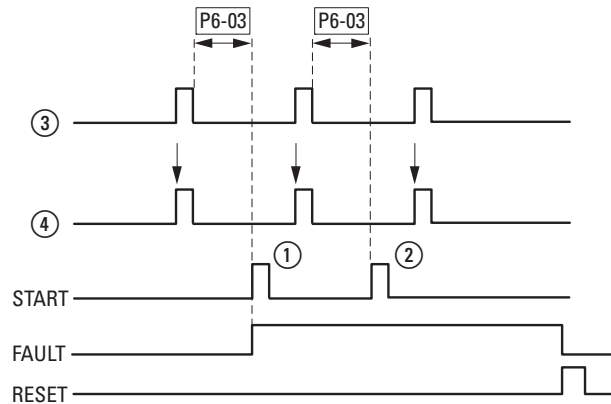 P6-03 P6-03
③
④
① ②
START
FAULT
RESET